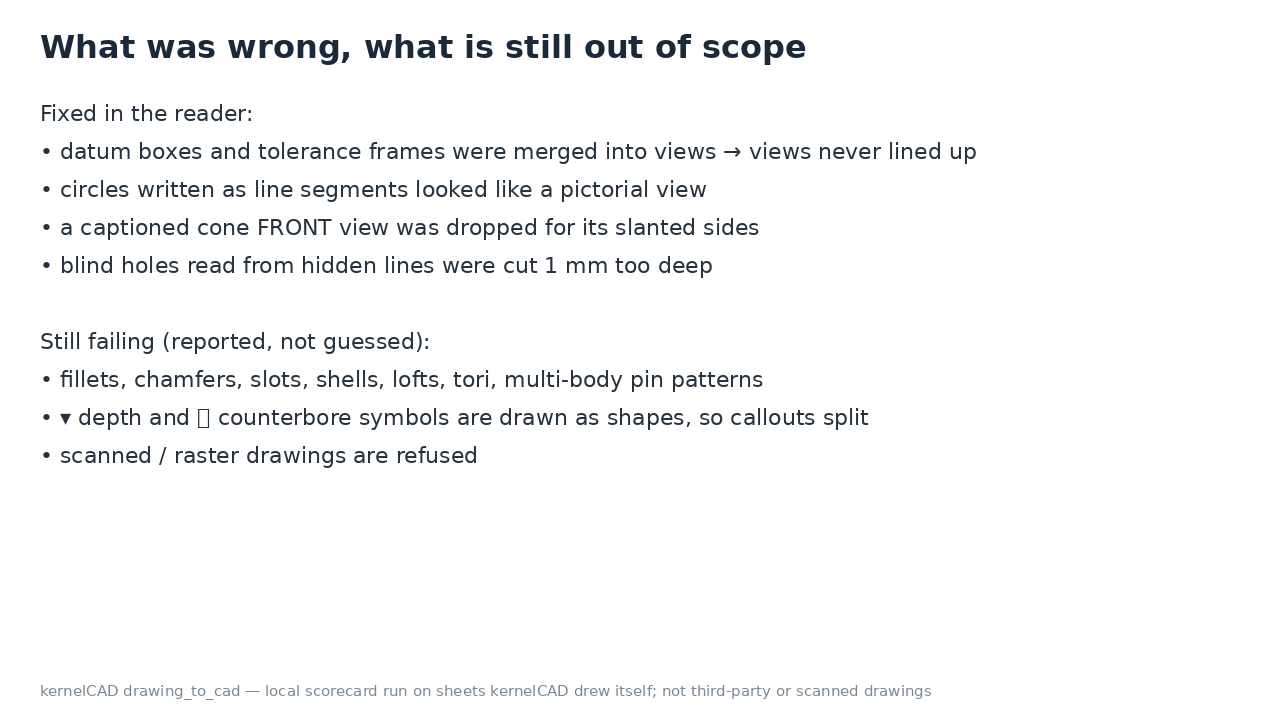 What was wrong, what is still out of scope
Fixed in the reader:
• datum boxes and tolerance frames were merged into views → views never lined up
• circles written as line segments looked like a pictorial view
• a captioned cone FRONT view was dropped for its slanted sides
• blind holes read from hidden lines were cut 1 mm too deep
Still failing (reported, not guessed):
• fillets, chamfers, slots, shells, lofts, tori, multi-body pin patterns
• ▾ depth and counterbore symbols are drawn as shapes, so callouts split
• scanned / raster drawings are refused
kernelCAD drawing_to_cad — local scorecard run on sheets kernelCAD drew itself; not third-party or scanned drawings